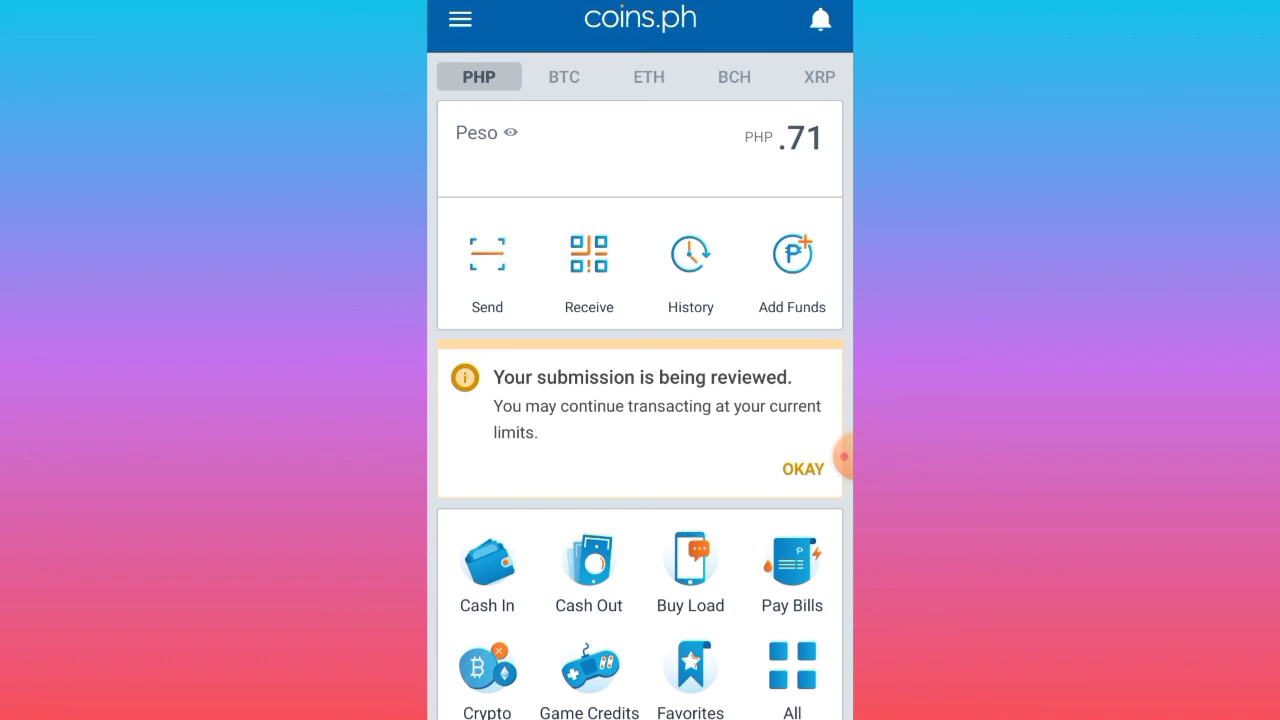 coins.ph
PHP BTC ETH BCH XRP
Peso PHP .71
Send Receive History Add Funds
Your submission is being reviewed.
You may continue transacting at your current
limits.
OKAY
Cash In Cash Out Buy Load Pay Bills
Crypto Game Credits Favorites All